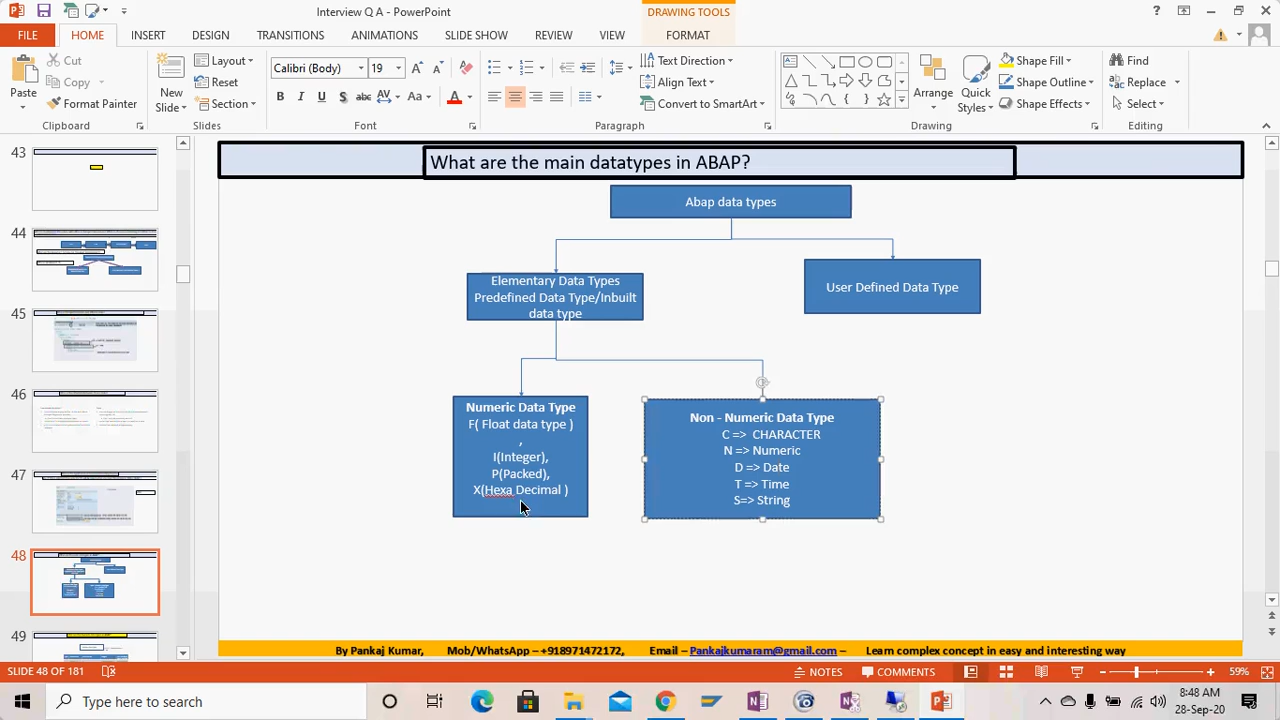 Interview Q A - PowerPoint
DRAWING TOOLS
FILE
HOME
INSERT
DESIGN
TRANSITIONS
ANIMATIONS
SLIDE SHOW
REVIEW
VIEW
FORMAT
Paste
Cut
Copy
Format Painter
Clipboard
New
Slide
Layout
Reset
Section
Slides
Calibri (Body)
19
B I U S abc AV Aa
A
Font
Text Direction
Align Text
Convert to SmartArt
Paragraph
Arrange
Quick
Styles
Shape Fill
Shape Outline
Shape Effects
Drawing
Find
Replace
Select
Editing
43
44
45
46
47
48
49
What are the main datatypes in ABAP?
Abap data types
Elementary Data Types
Predefined Data Type/Inbuilt
data type
User Defined Data Type
Numeric Data Type
F( Float data type )
,
I(Integer),
P(Packed),
X(Hexa Decimal )
Non - Numeric Data Type
C => CHARACTER
N => Numeric
D => Date
T => Time
S=> String
By Pankaj Kumar, Mob/WhatsApp – +918971472172, Email – Pankajkumaram@gmail.com – Learn complex concept in easy and interesting way
SLIDE 48 OF 181
NOTES
COMMENTS
59%
Type here to search
8:48 AM
28-Sep-20